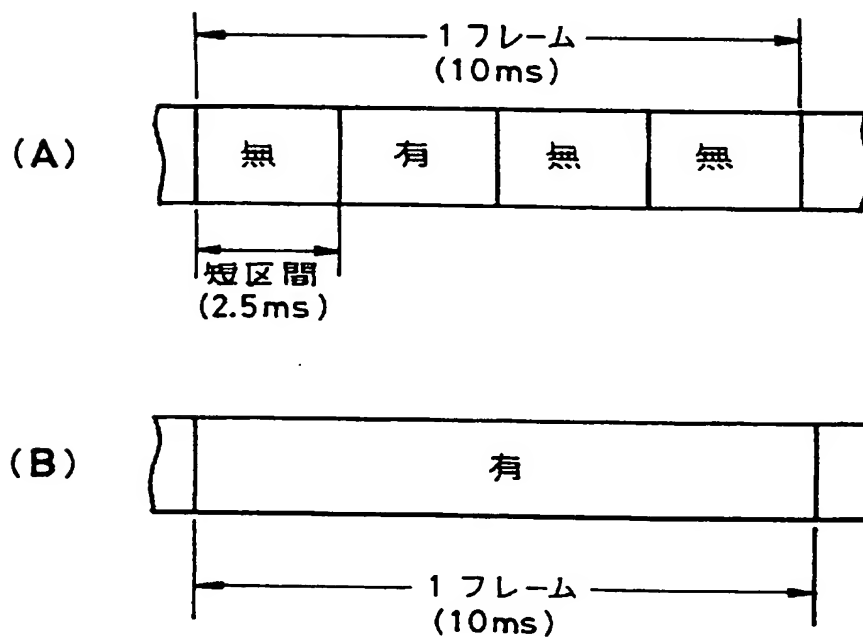 1 フレーム
(10ms)
(A) 無 有 無 無
短区間
(2.5ms)
(B) 有
1 フレーム
(10ms)